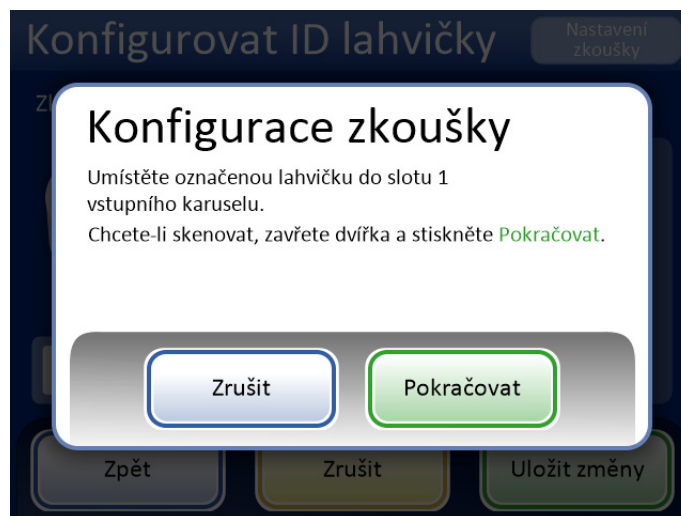 Konfigurovat ID lahvičky
Nastavení
zkoušky
Konfigurace zkoušky
Umístěte označenou lahvičku do slotu 1
vstupního karuselu.
Chcete-li skenovat, zavřete dvířka a stiskněte Pokračovat.
Zrušit
Pokračovat
Zpět
Zrušit
Uložit změny